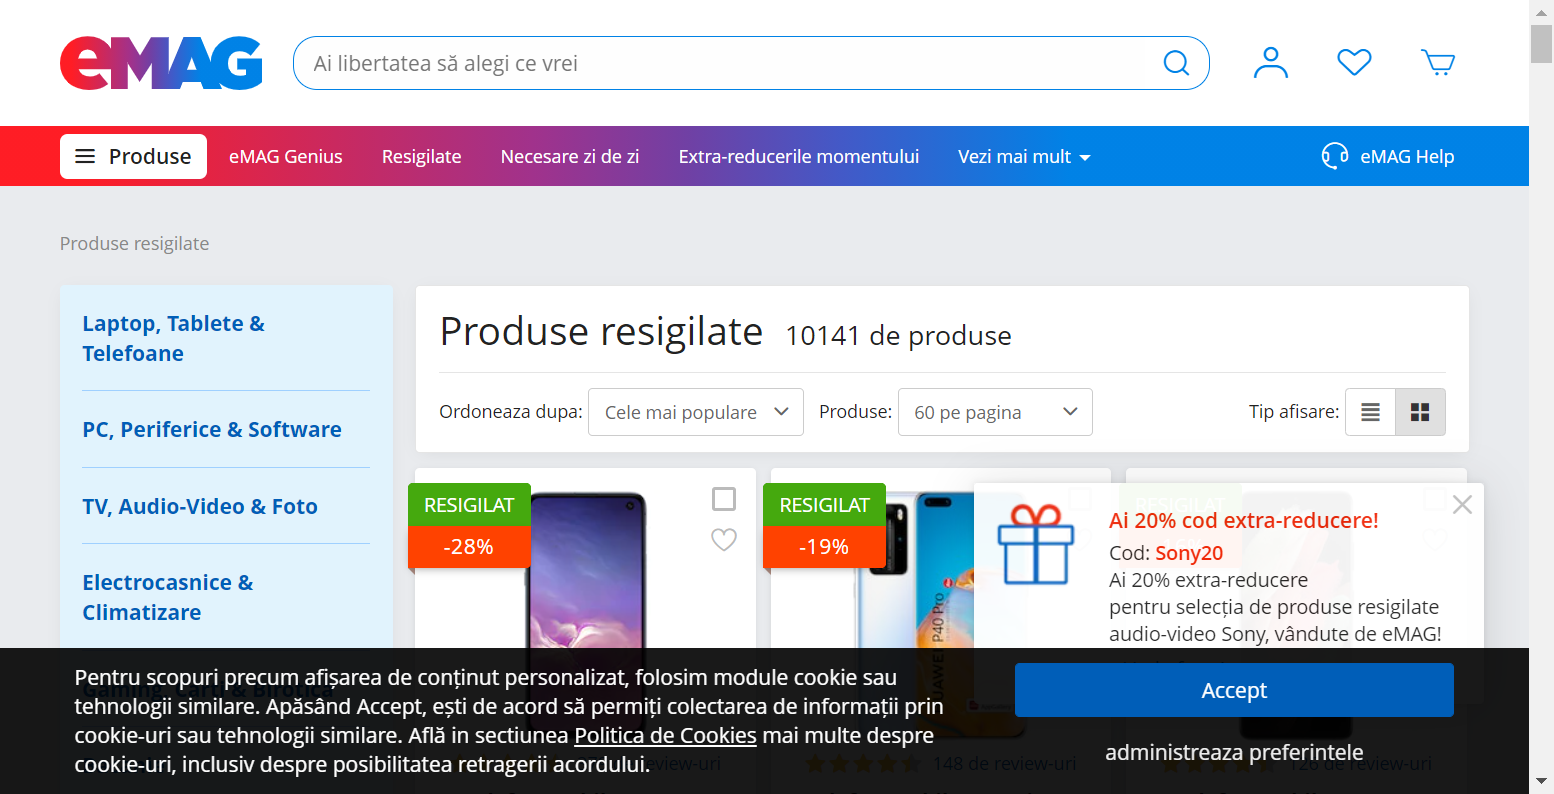 eMAG
Ai libertatea să alegi ce vrei
Produse
eMAG Genius
Resigilate
Necesare zi de zi
Extra-reducerile momentului
Vezi mai mult
eMAG Help
Produse resigilate
Laptop, Tablete &
Telefoane
PC, Periferice & Software
TV, Audio-Video & Foto
Electrocasnice &
Climatizare
Gaming, Carti & Birotica
Produse resigilate 10141 de produse
Ordoneaza dupa: Cele mai populare
Produse: 60 pe pagina
Tip afisare:
RESIGILAT
-28%
RESIGILAT
-19%
HUAWEI P40 Pro
RESIGILAT
Ai 20% cod extra-reducere!
Cod: Sony20
Ai 20% extra-reducere
pentru selecția de produse resigilate
audio-video Sony, vândute de eMAG!
Pentru scopuri precum afișarea de conținut personalizat, folosim module cookie sau
tehnologii similare. Apăsând Accept, ești de acord să permiți colectarea de informații prin
cookie-uri sau tehnologii similare. Află in sectiunea Politica de Cookies mai multe despre
cookie-uri, inclusiv despre posibilitatea retragerii acordului.
Accept
administreaza preferintele
review-uri
148 de review-uri
126 de review-uri